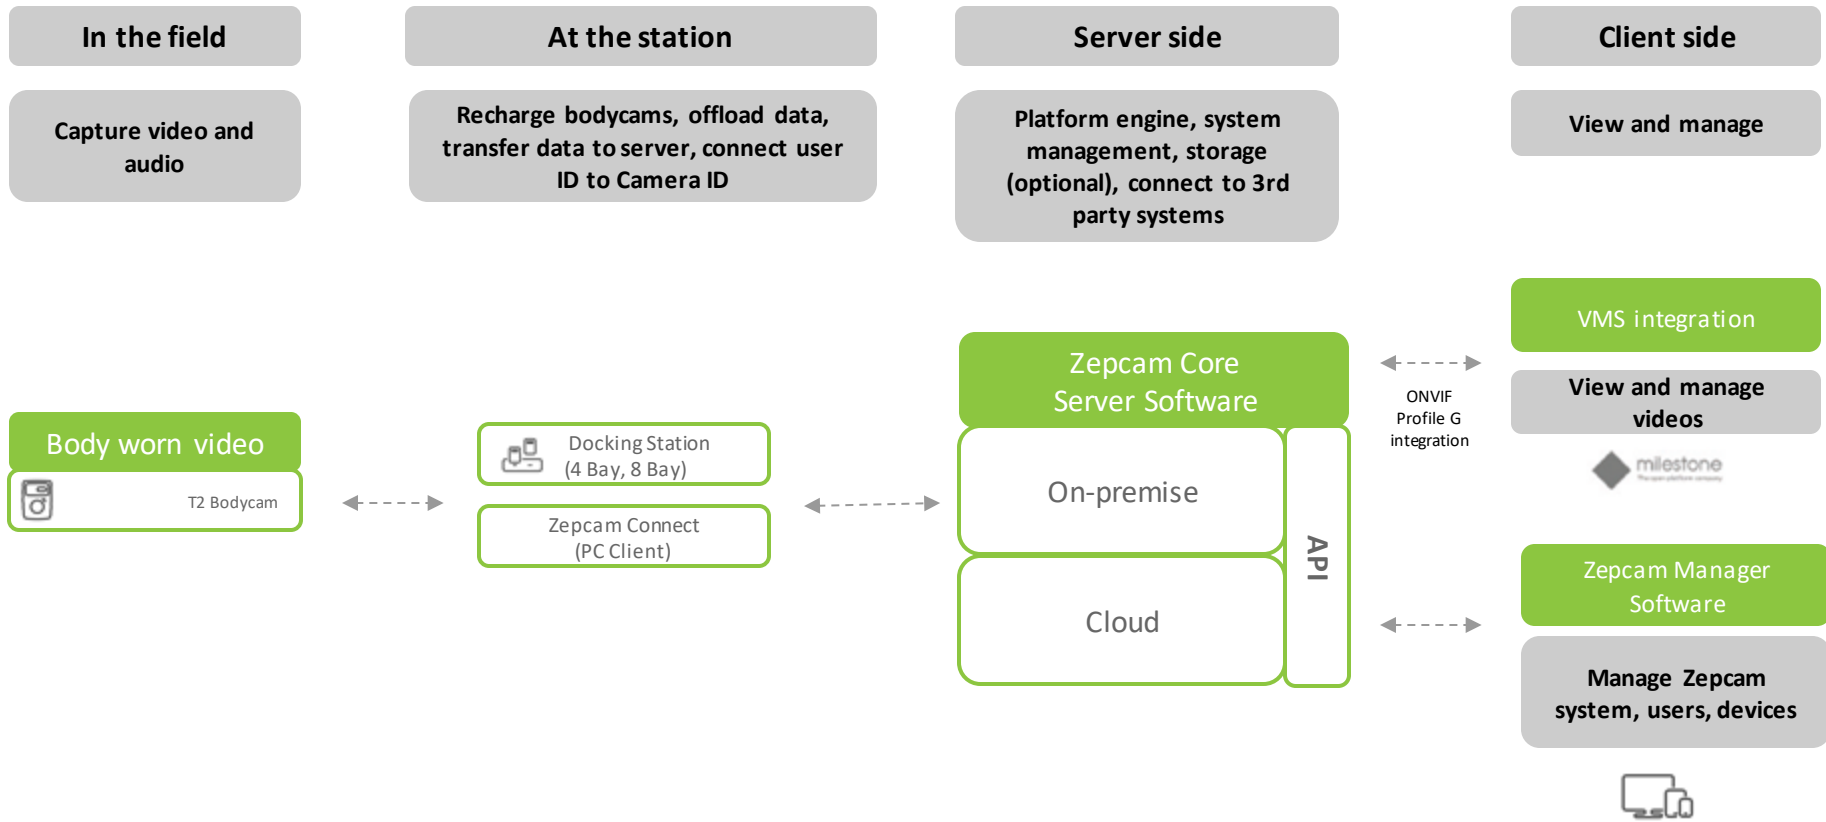 In the field
At the station
Server side
Client side
Capture video and
audio
Recharge bodycams, offload data,
transfer data to server, connect user
ID to Camera ID
Platform engine, system
management, storage
(optional), connect to 3rd
party systems
View and manage
Body worn video
T2 Bodycam
Docking Station
(4 Bay, 8 Bay)
Zepcam Connect
(PC Client)
Zepcam Core
Server Software
On-premise
Cloud
API
ONVIF
Profile G
integration
VMS integration
View and manage
videos
milestone
The open platform company
Zepcam Manager
Software
Manage Zepcam
system, users, devices